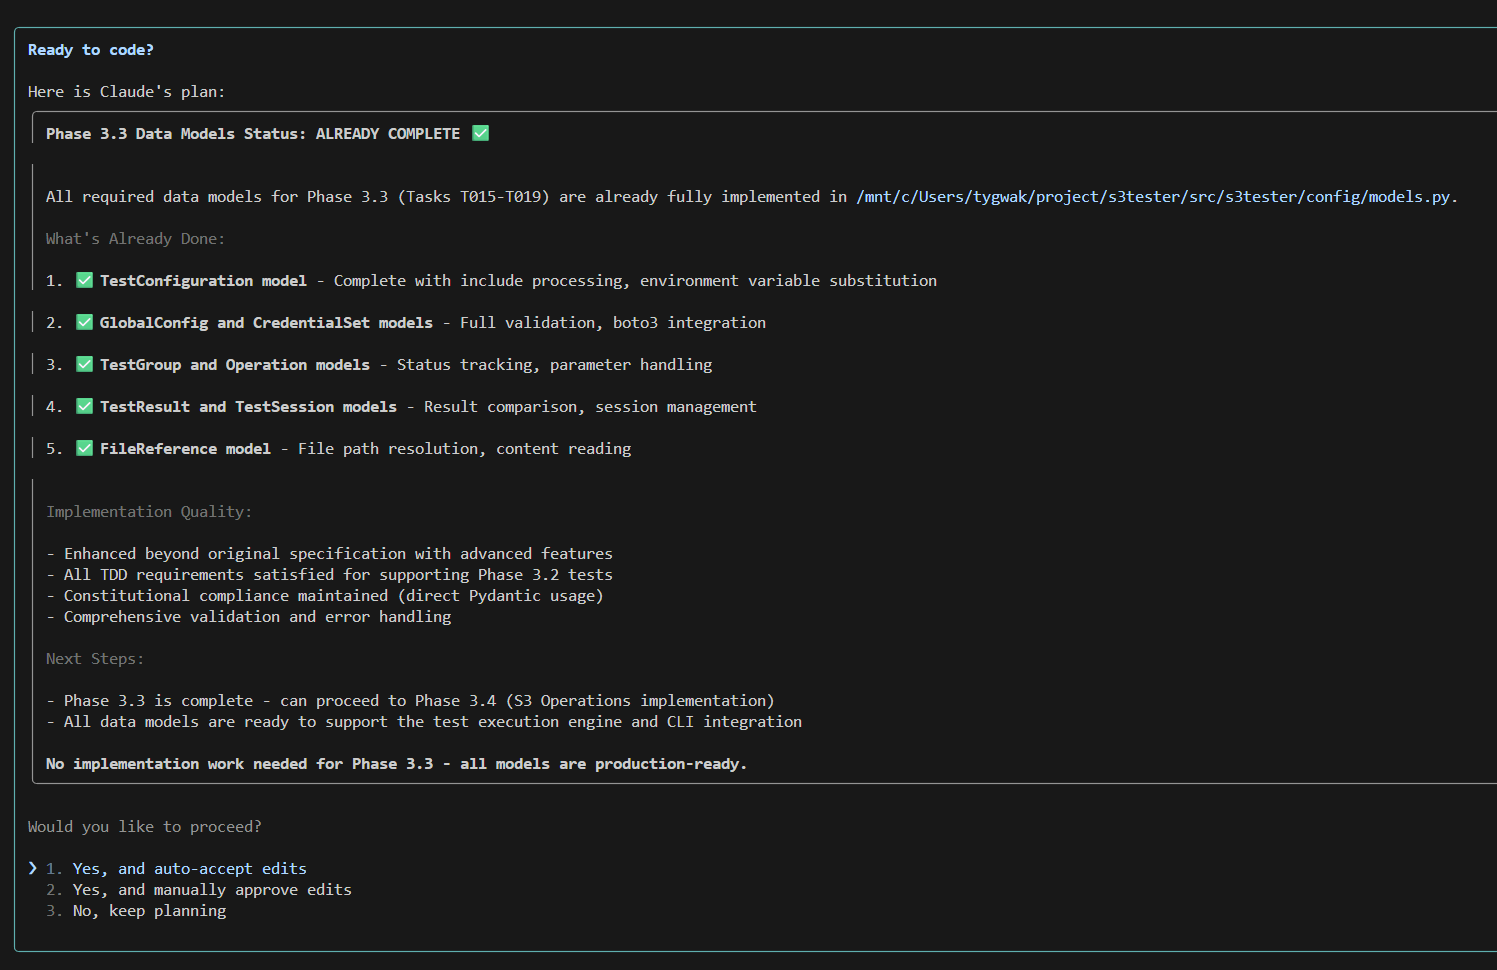 Ready to code?
Here is Claude's plan:
Phase 3.3 Data Models Status: ALREADY COMPLETE ✅
All required data models for Phase 3.3 (Tasks T015-T019) are already fully implemented in /mnt/c/Users/tygwak/project/s3tester/src/s3tester/config/models.py.
What's Already Done:
1. ✅ TestConfiguration model - Complete with include processing, environment variable substitution
2. ✅ GlobalConfig and CredentialSet models - Full validation, boto3 integration
3. ✅ TestGroup and Operation models - Status tracking, parameter handling
4. ✅ TestResult and TestSession models - Result comparison, session management
5. ✅ FileReference model - File path resolution, content reading
Implementation Quality:
- Enhanced beyond original specification with advanced features
- All TDD requirements satisfied for supporting Phase 3.2 tests
- Constitutional compliance maintained (direct Pydantic usage)
- Comprehensive validation and error handling
Next Steps:
- Phase 3.3 is complete - can proceed to Phase 3.4 (S3 Operations implementation)
- All data models are ready to support the test execution engine and CLI integration
No implementation work needed for Phase 3.3 - all models are production-ready.
Would you like to proceed?
❯ 1. Yes, and auto-accept edits
2. Yes, and manually approve edits
3. No, keep planning